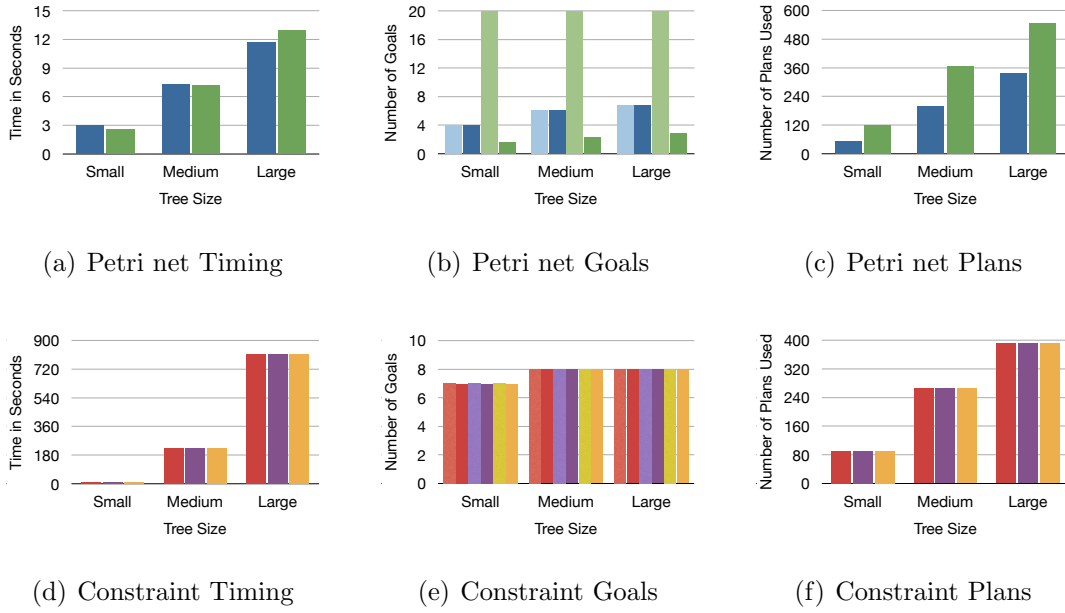 Time in Seconds
15
12
9
6
3
0
Small Medium Large
Tree Size
(a) Petri net Timing
Number of Goals
20
16
12
8
4
0
Small Medium Large
Tree Size
(b) Petri net Goals
Number of Plans Used
600
480
360
240
120
0
Small Medium Large
Tree Size
(c) Petri net Plans
Time in Seconds
900
720
540
360
180
0
Small Medium Large
Tree Size
(d) Constraint Timing
Number of Goals
10
8
6
4
2
0
Small Medium Large
Tree Size
(e) Constraint Goals
Number of Plans Used
400
320
240
160
80
0
Small Medium Large
Tree Size
(f) Constraint Plans